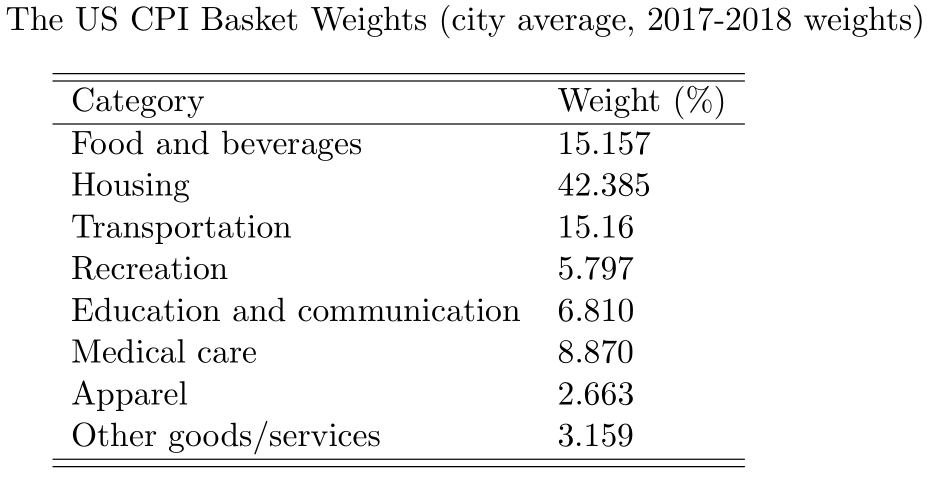 The US CPI Basket Weights (city average, 2017-2018 weights)
Category Weight (%)
Food and beverages 15.157
Housing 42.385
Transportation 15.16
Recreation 5.797
Education and communication 6.810
Medical care 8.870
Apparel 2.663
Other goods/services 3.159